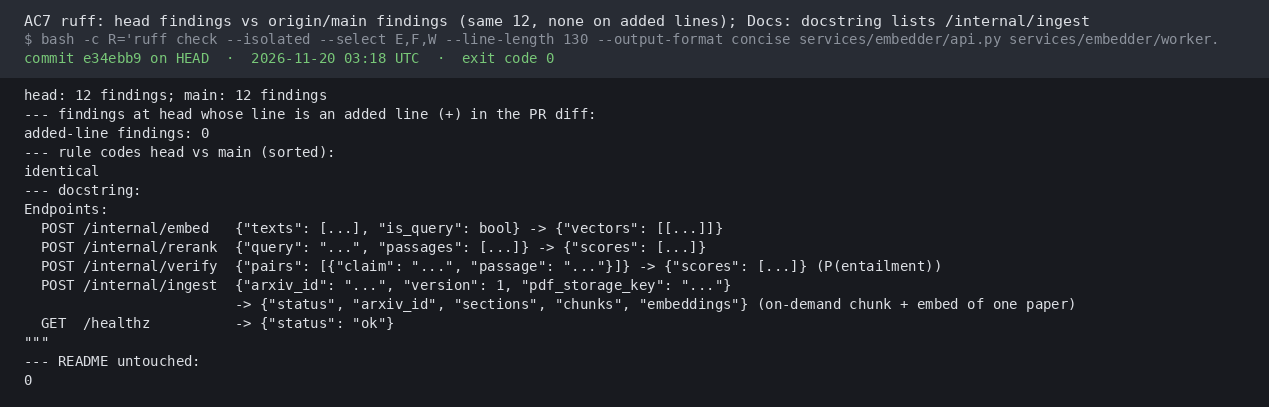 AC7 ruff: head findings vs origin/main findings (same 12, none on added lines); Docs: docstring lists /internal/ingest
$ bash -c R='ruff check --isolated --select E,F,W --line-length 130 --output-format concise services/embedder/api.py services/embedder/worker.
commit e34ebb9 on HEAD  ·  2026-11-20 03:18 UTC  ·  exit code 0
head: 12 findings; main: 12 findings
--- findings at head whose line is an added line (+) in the PR diff:
added-line findings: 0
--- rule codes head vs main (sorted):
identical
--- docstring:
Endpoints:
  POST /internal/embed   {"texts": [...], "is_query": bool} -> {"vectors": [[...]]}
  POST /internal/rerank  {"query": "...", "passages": [...]} -> {"scores": [...]}
  POST /internal/verify  {"pairs": [{"claim": "...", "passage": "..."}]} -> {"scores": [...]} (P(entailment))
  POST /internal/ingest  {"arxiv_id": "...", "version": 1, "pdf_storage_key": "..."}
                         -> {"status", "arxiv_id", "sections", "chunks", "embeddings"} (on-demand chunk + embed of one paper)
  GET  /healthz          -> {"status": "ok"}
"""
--- README untouched:
0